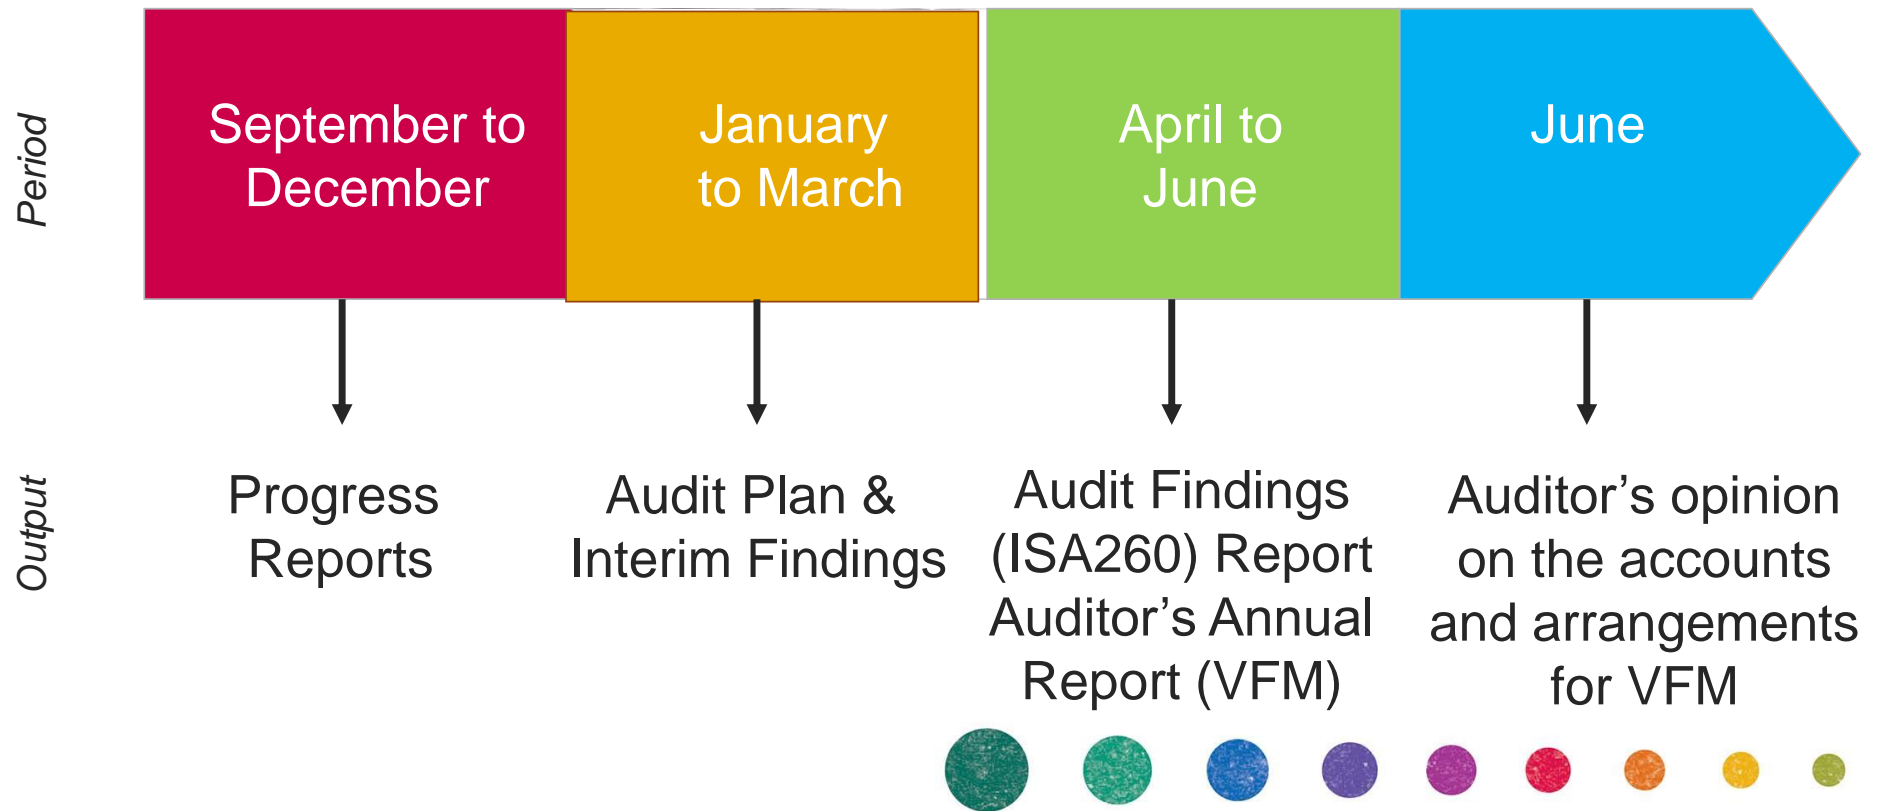 Period
September to
December
January
to March
April to
June
June
Output
Progress
Reports
Audit Plan &
Interim Findings
Audit Findings
(ISA260) Report
Auditor’s Annual
Report (VFM)
Auditor’s opinion
on the accounts
and arrangements
for VFM